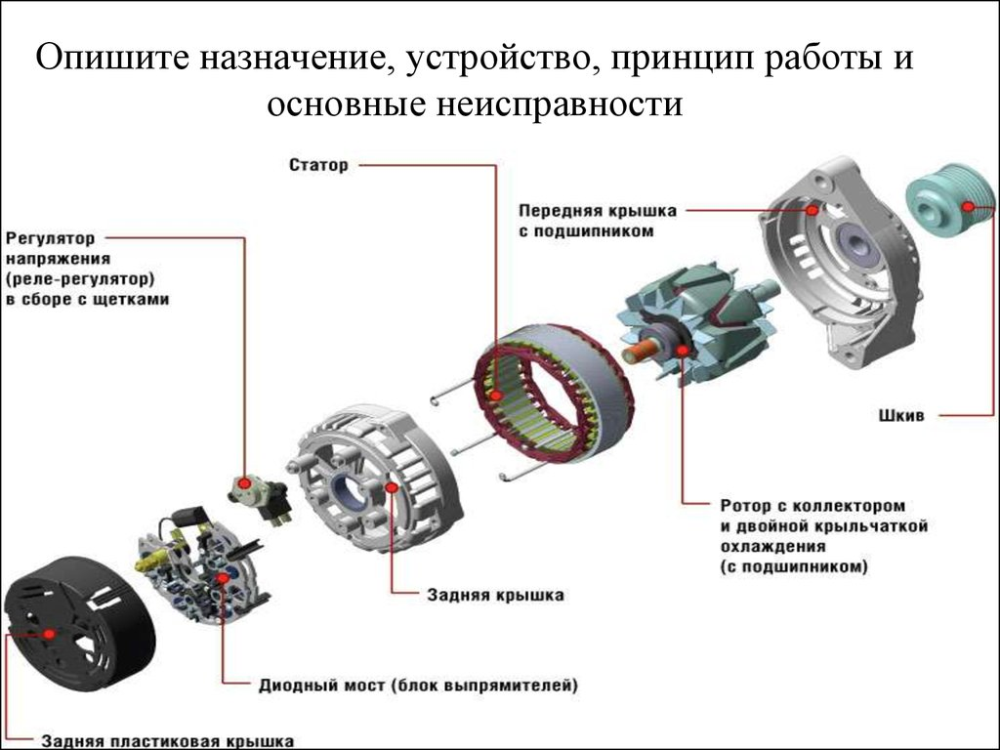 Опишите назначение, устройство, принцип работы и
основные неисправности
Статор
Передняя крышка
с подшипником
Регулятор
напряжения
(реле-регулятор)
в сборе с щетками
Шкив
Ротор с коллектором
и двойной крыльчаткой
охлаждения
(с подшипником)
Задняя крышка
Диодный мост (блок выпрямителей)
Задняя пластиковая крышка